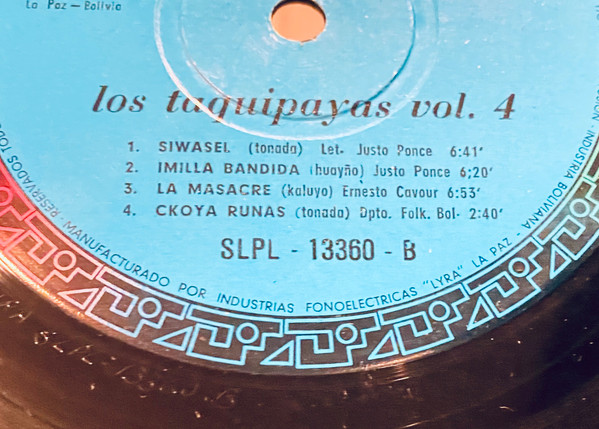 La Paz - Bolivia
los taquipayas vol. 4
1. SIWASEL (tonada) Let. Justo Ponce 6:41'
2. IMILLA BANDIDA (huayño) Justo Ponce 6;20'
3. LA MASACRE (kaluyo) Ernesto Cavour 6:53'
4. CKOYA RUNAS (tonada) Dpto. Folk. Bol. 2:40'
SLPL - 13360 - B
RESERVADOS TODO
MANUFACTURADO POR INDUSTRIAS FONOELECTRICAS "LYRA" LA PAZ - INDUSTRIA BOLIVIANA